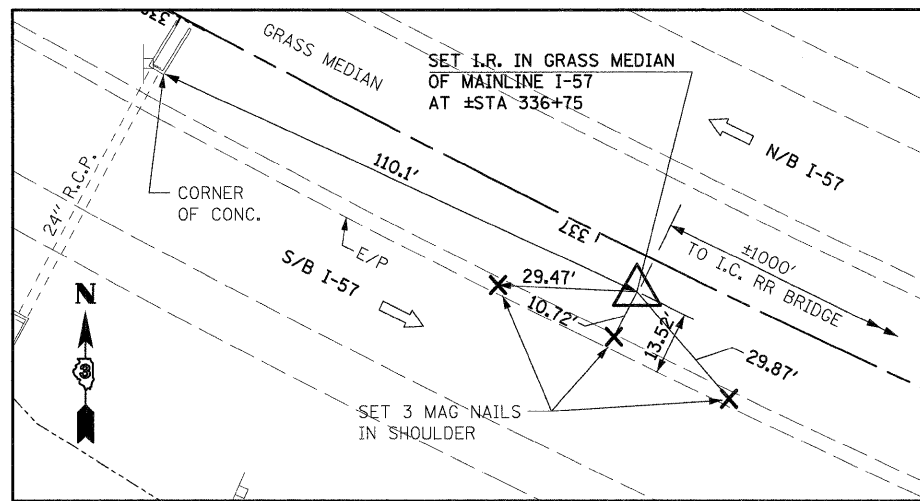 GRASS MEDIAN
SET I.R. IN GRASS MEDIAN
OF MAINLINE I-57
AT ±STA 336+75
N/B I-57
110.1'
24" R.C.P.
CORNER
OF CONC.
E/P
S/B I-57
337
±1000'
TO I.C. RR BRIDGE
29.47'
10.72'
13.52'
29.87'
N
SET 3 MAG NAILS
IN SHOULDER